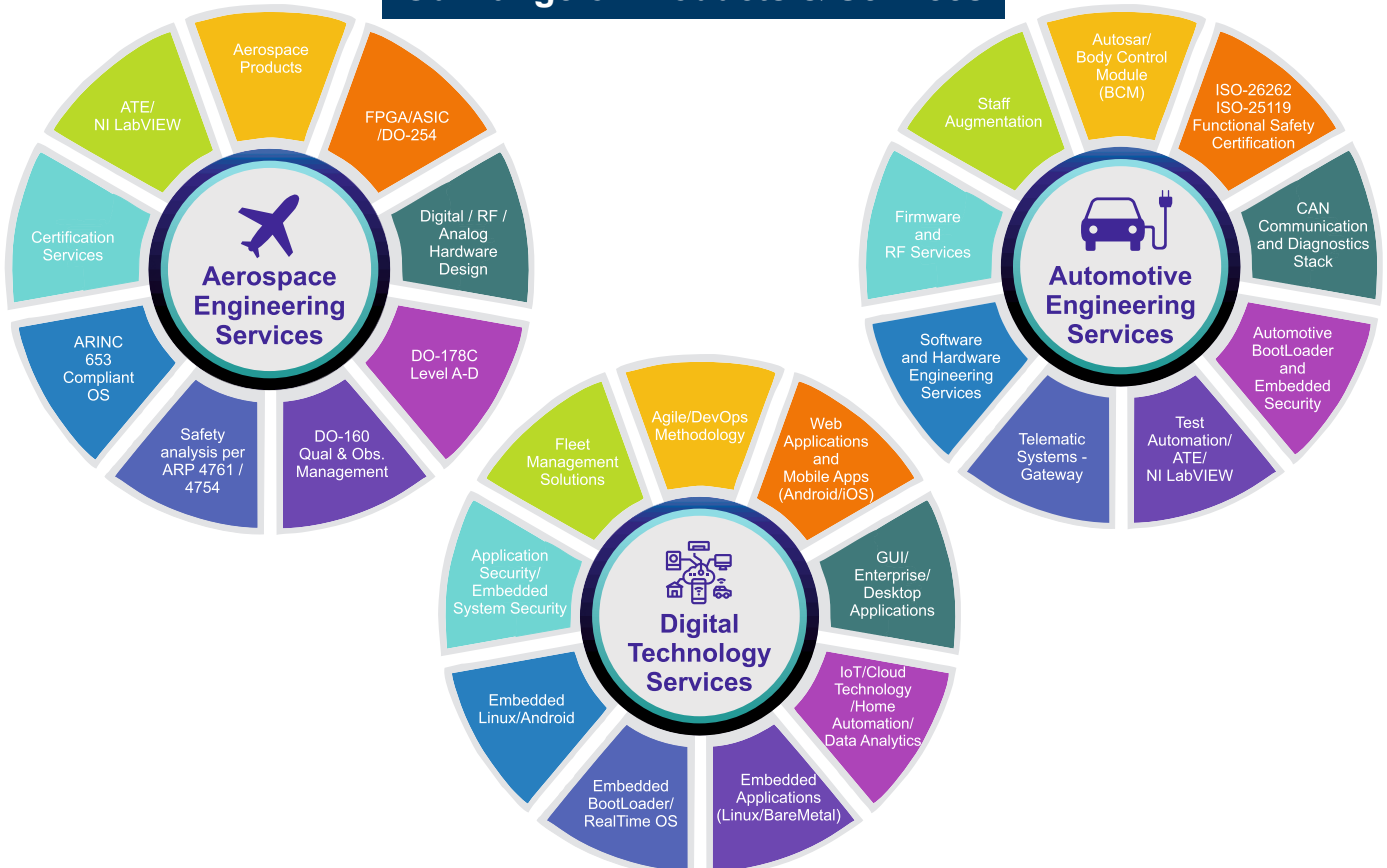 Aerospace
Products
FPGA/ASIC
/DO-254
Digital / RF /
Analog
Hardware
Design
DO-178C
Level A-D
DO-160
Qual & Obs.
Management
Safety
analysis per
ARP 4761 /
4754
ARINC
653
Compliant
OS
Certification
Services
ATE/
NI LabVIEW
Aerospace
Engineering
Services
Autosar/
Body Control
Module
(BCM)
ISO-26262
ISO-25119
Functional Safety
Certification
CAN
Communication
and Diagnostics
Stack
Automotive
BootLoader
and
Embedded
Security
Test
Automation/
ATE/
NI LabVIEW
Telematic
Systems -
Gateway
Software
and Hardware
Engineering
Services
Firmware
and
RF Services
Staff
Augmentation
Automotive
Engineering
Services
Agile/DevOps
Methodology
Web
Applications
and
Mobile Apps
(Android/iOS)
GUI/
Enterprise/
Desktop
Applications
IoT/Cloud
Technology
/Home
Automation/
Data Analytics
Embedded
Applications
(Linux/BareMetal)
Embedded
BootLoader/
RealTime OS
Embedded
Linux/Android
Application
Security/
Embedded
System Security
Fleet
Management
Solutions
Digital
Technology
Services